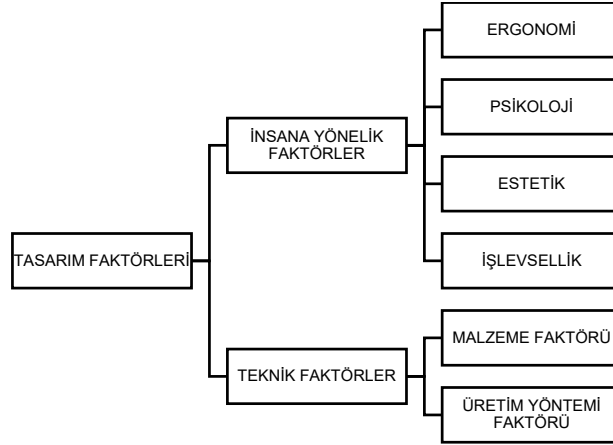 ERGONOMİ
PSİKOLOJİ
İNSANA YÖNELİK
FAKTÖRLER
ESTETİK
TASARIM FAKTÖRLERİ
İŞLEVSELLİK
MALZEME FAKTÖRÜ
TEKNİK FAKTÖRLER
ÜRETİM YÖNTEMİ
FAKTÖRÜ